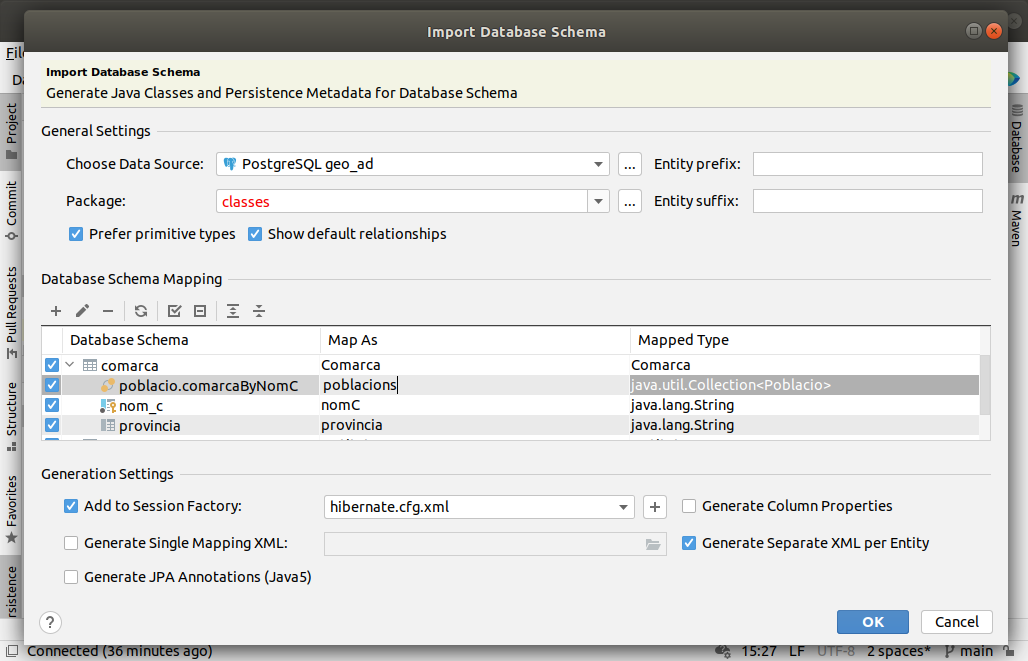 Import Database Schema
Import Database Schema
Generate Java Classes and Persistence Metadata for Database Schema
General Settings
Choose Data Source: PostgreSQL geo_ad ... Entity prefix:
Package: classes ... Entity suffix:
Prefer primitive types Show default relationships
Database Schema Mapping
Database Schema Map As Mapped Type
comarca Comarca Comarca
poblacio.comarcaByNomC poblacions java.util.Collection<Poblacio>
nom_c nomC java.lang.String
provincia provincia java.lang.String
Generation Settings
Add to Session Factory: hibernate.cfg.xml Generate Column Properties
Generate Single Mapping XML: Generate Separate XML per Entity
Generate JPA Annotations (Java5)
? OK Cancel
Project
Commit
Pull Requests
Structure
Favorites
Database
m Maven
Connected (36 minutes ago) 15:27 LF UTF-8 2 spaces* main